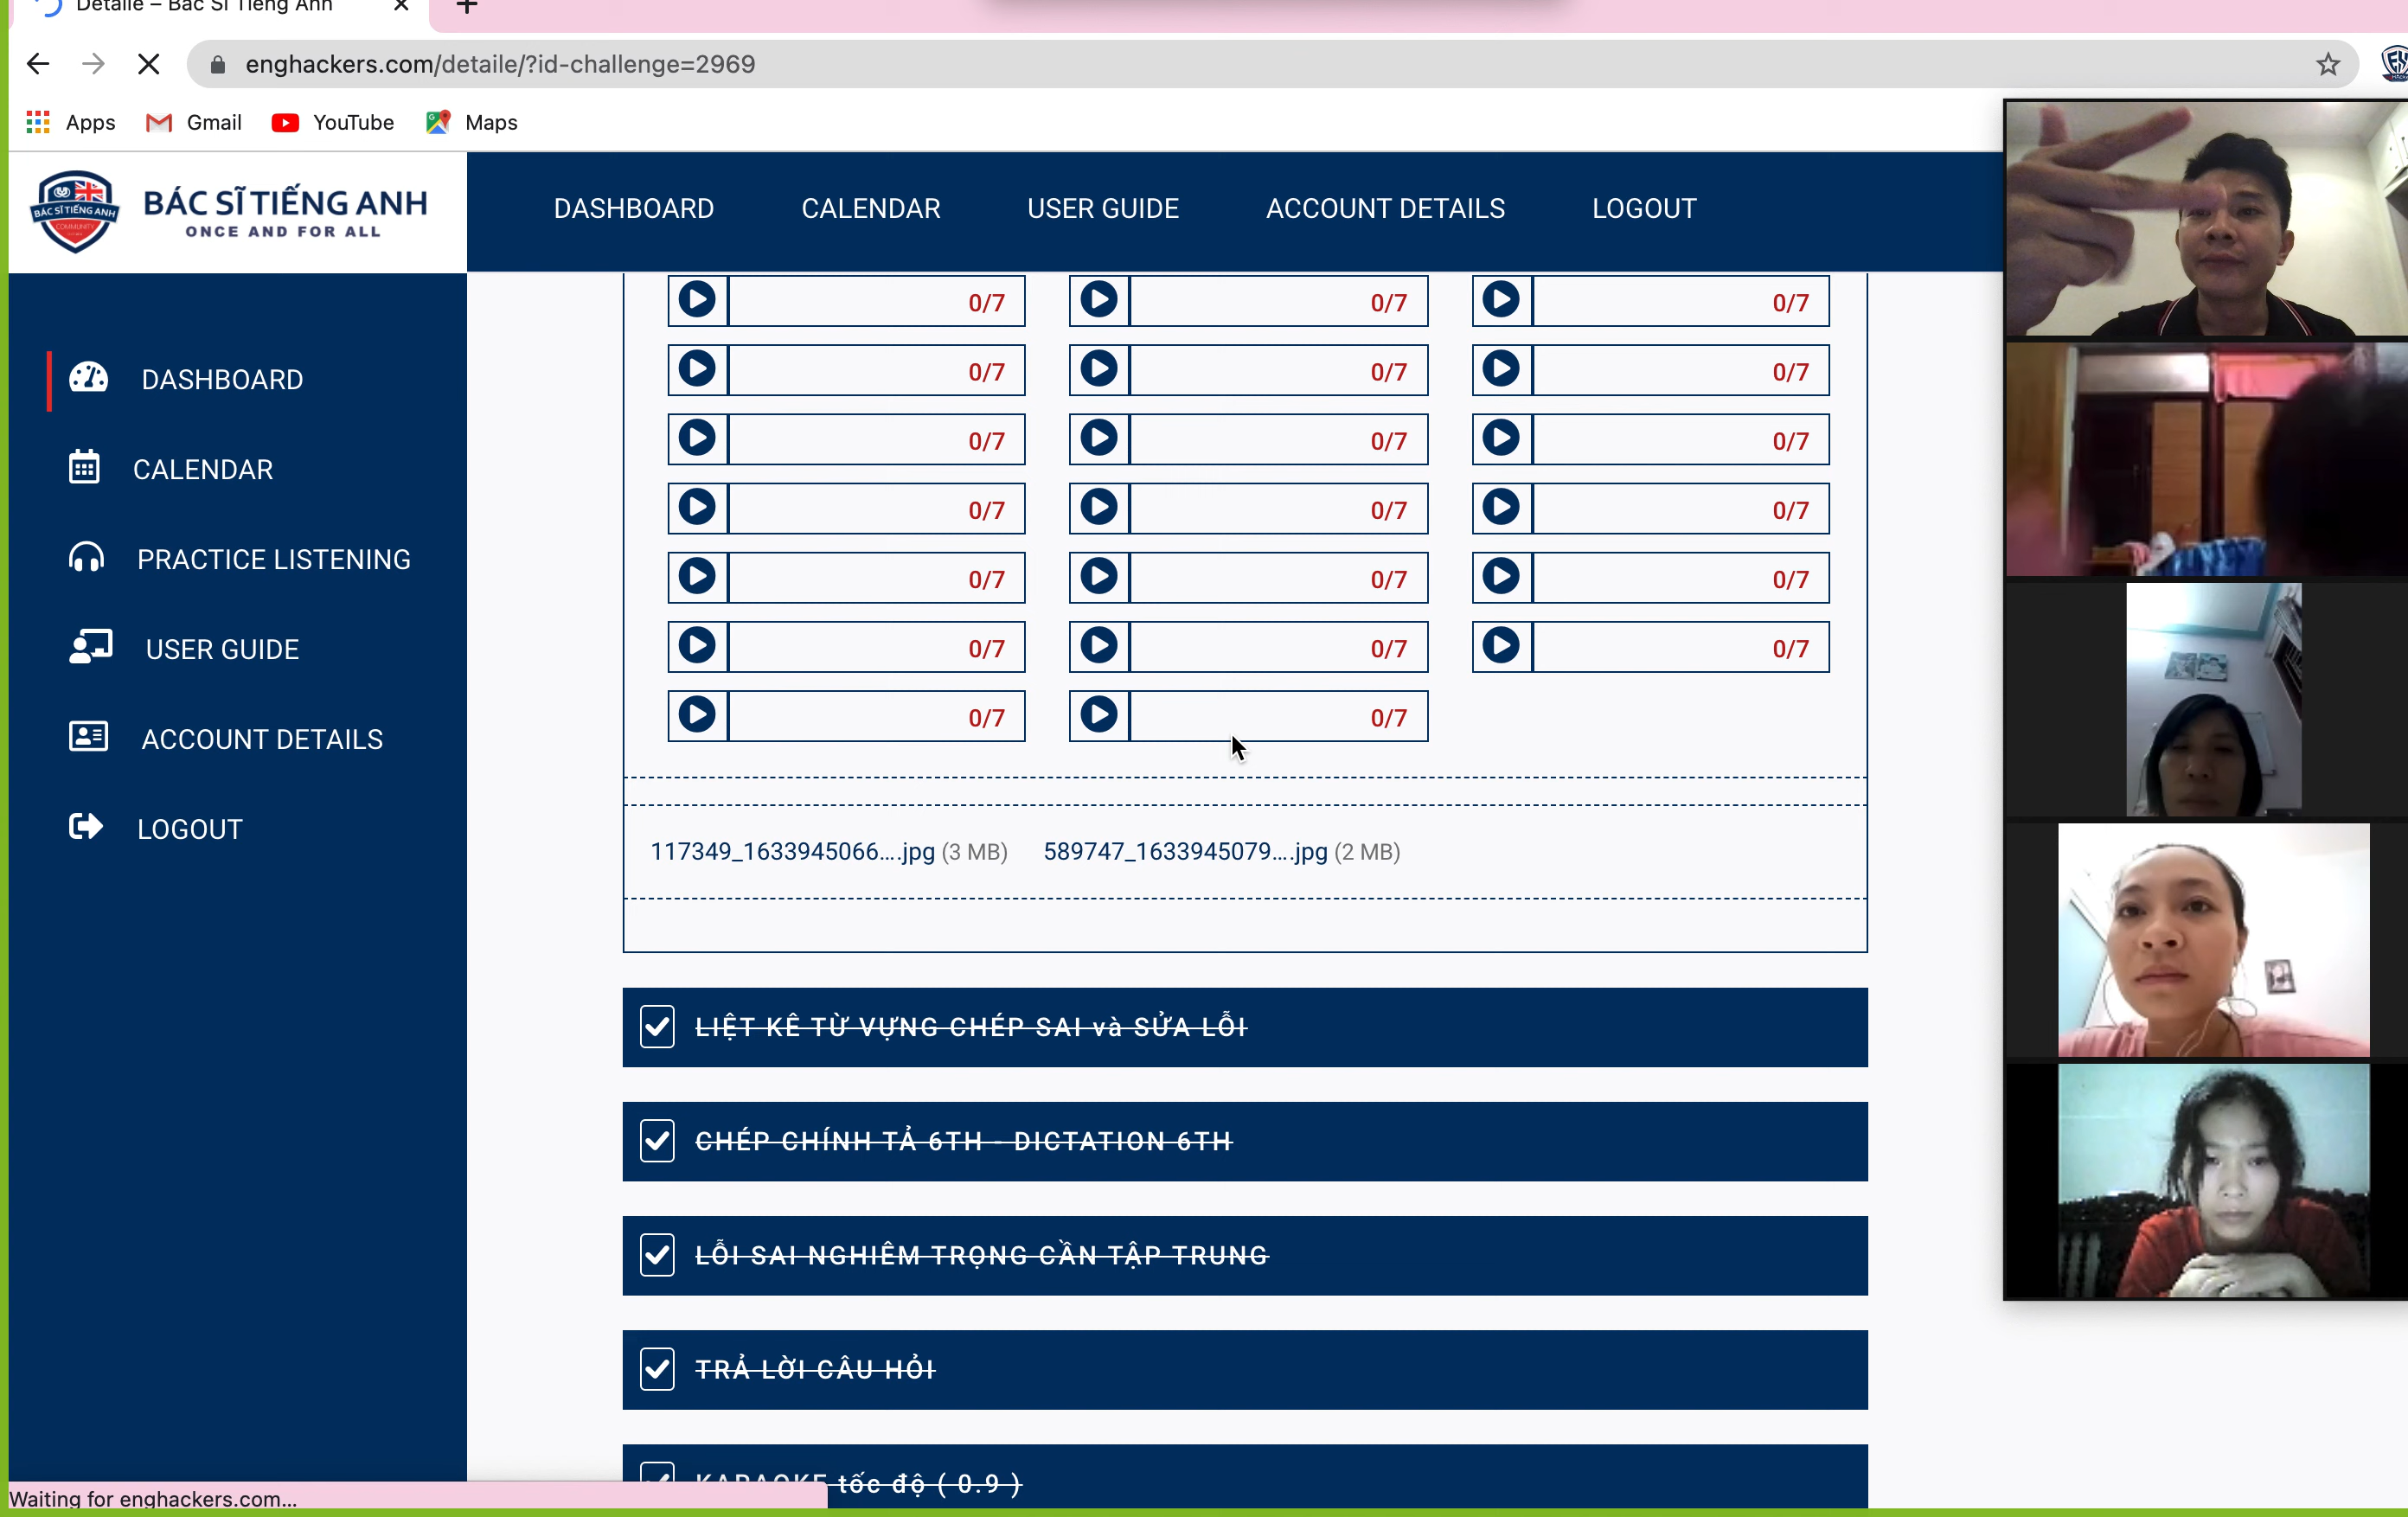 Detaile – Bác Sĩ Tiếng Anh
enghackers.com/detaile/?id-challenge=2969
Apps Gmail YouTube Maps
BÁC SĨ TIẾNG ANH
COMMUNITY
BÁC SĨ TIẾNG ANH
ONCE AND FOR ALL
DASHBOARD CALENDAR USER GUIDE ACCOUNT DETAILS LOGOUT
DASHBOARD
CALENDAR
PRACTICE LISTENING
USER GUIDE
ACCOUNT DETAILS
LOGOUT
0/7 0/7 0/7
0/7 0/7 0/7
0/7 0/7 0/7
0/7 0/7 0/7
0/7 0/7 0/7
0/7 0/7 0/7
0/7 0/7
117349_1633945066....jpg (3 MB) 589747_1633945079....jpg (2 MB)
LIỆT KÊ TỪ VỰNG CHÉP SAI và SỬA LỖI
CHÉP CHÍNH TẢ 6TH - DICTATION 6TH
LỖI SAI NGHIÊM TRỌNG CẦN TẬP TRUNG
TRẢ LỜI CÂU HỎI
KARAOKE tốc độ ( 0.9 )
Waiting for enghackers.com...